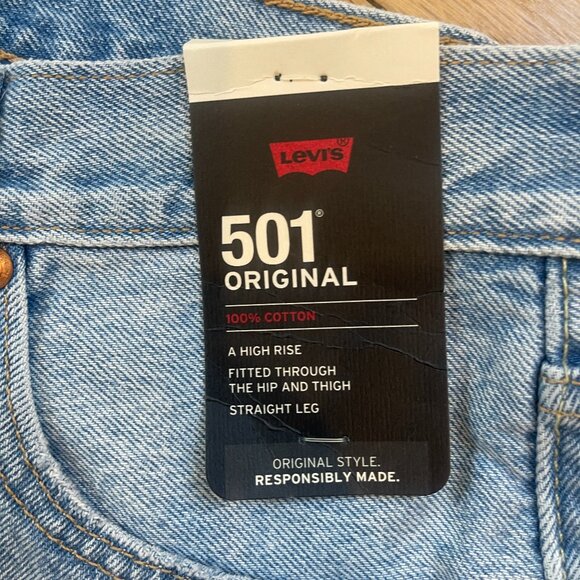 Levi's®
501®
ORIGINAL
100% COTTON
A HIGH RISE
FITTED THROUGH
THE HIP AND THIGH
STRAIGHT LEG
ORIGINAL STYLE.
RESPONSIBLY MADE.